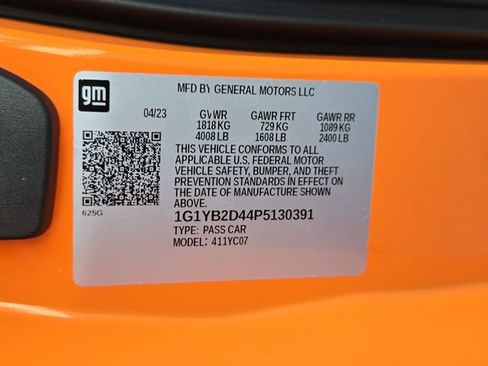 gm
MFD BY GENERAL MOTORS LLC
04/23 GVWR GAWR FRT GAWR RR
1818 KG 729 KG 1089 KG
4008 LB 1608 LB 2400 LB
THIS VEHICLE CONFORMS TO ALL
APPLICABLE U.S. FEDERAL MOTOR
VEHICLE SAFETY, BUMPER, AND THEFT
PREVENTION STANDARDS IN EFFECT ON
THE DATE OF MANUFACTURE SHOWN
ABOVE.
625G
1G1YB2D44P5130391
TYPE: PASS CAR
MODEL: 411YC07